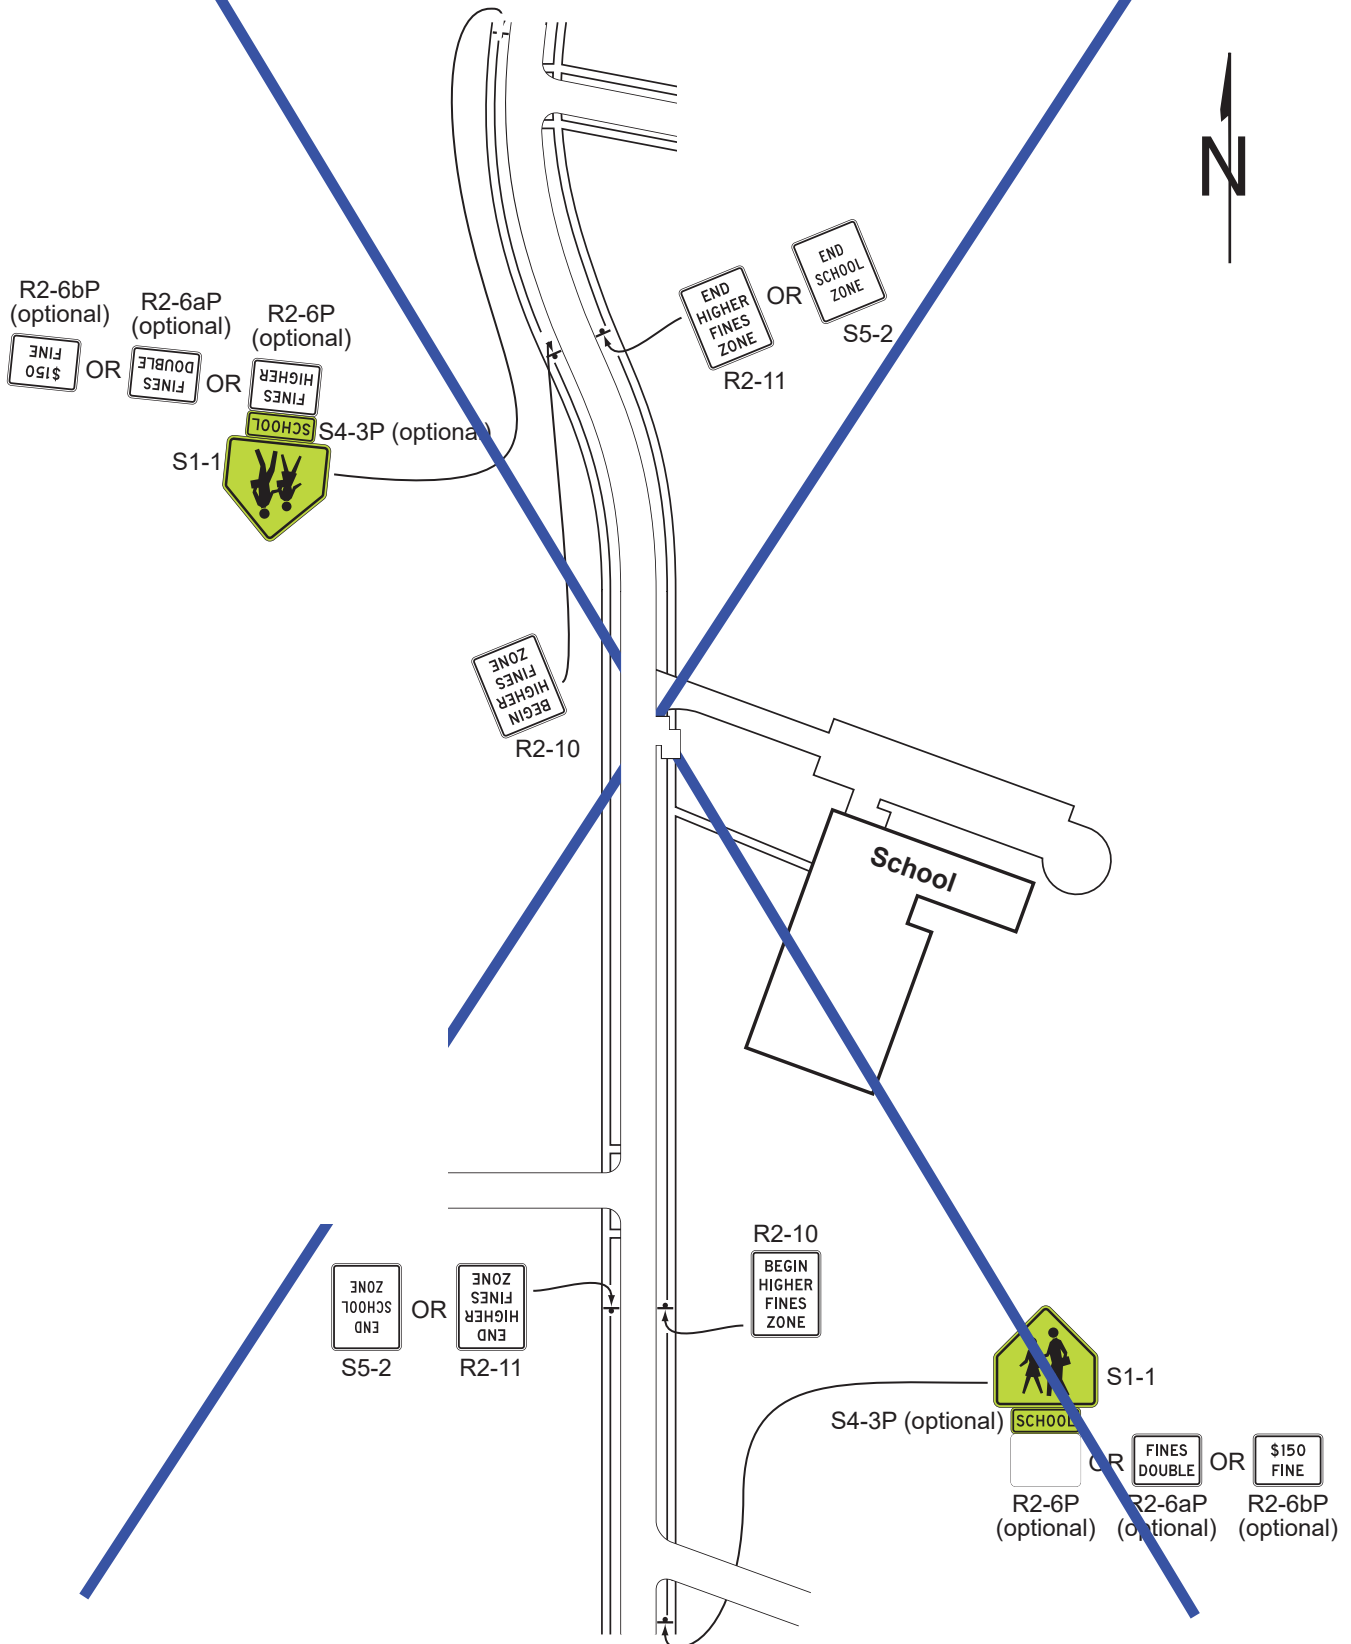 N
END
SCHOOL
ZONE
S5-2
OR
END
HIGHER
FINES
ZONE
R2-11
R2-6bP
(optional)
$150
FINE
OR
R2-6aP
(optional)
FINES
DOUBLE
OR
R2-6P
(optional)
FINES
HIGHER
SCHOOL
S4-3P (optional)
S1-1
BEGIN
HIGHER
FINES
ZONE
R2-10
School
END
SCHOOL
ZONE
S5-2
OR
END
HIGHER
FINES
ZONE
R2-11
R2-10
BEGIN
HIGHER
FINES
ZONE
S1-1
S4-3P (optional)
SCHOOL
R2-6P
(optional)
OR
FINES
DOUBLE
R2-6aP
(optional)
OR
$150
FINE
R2-6bP
(optional)